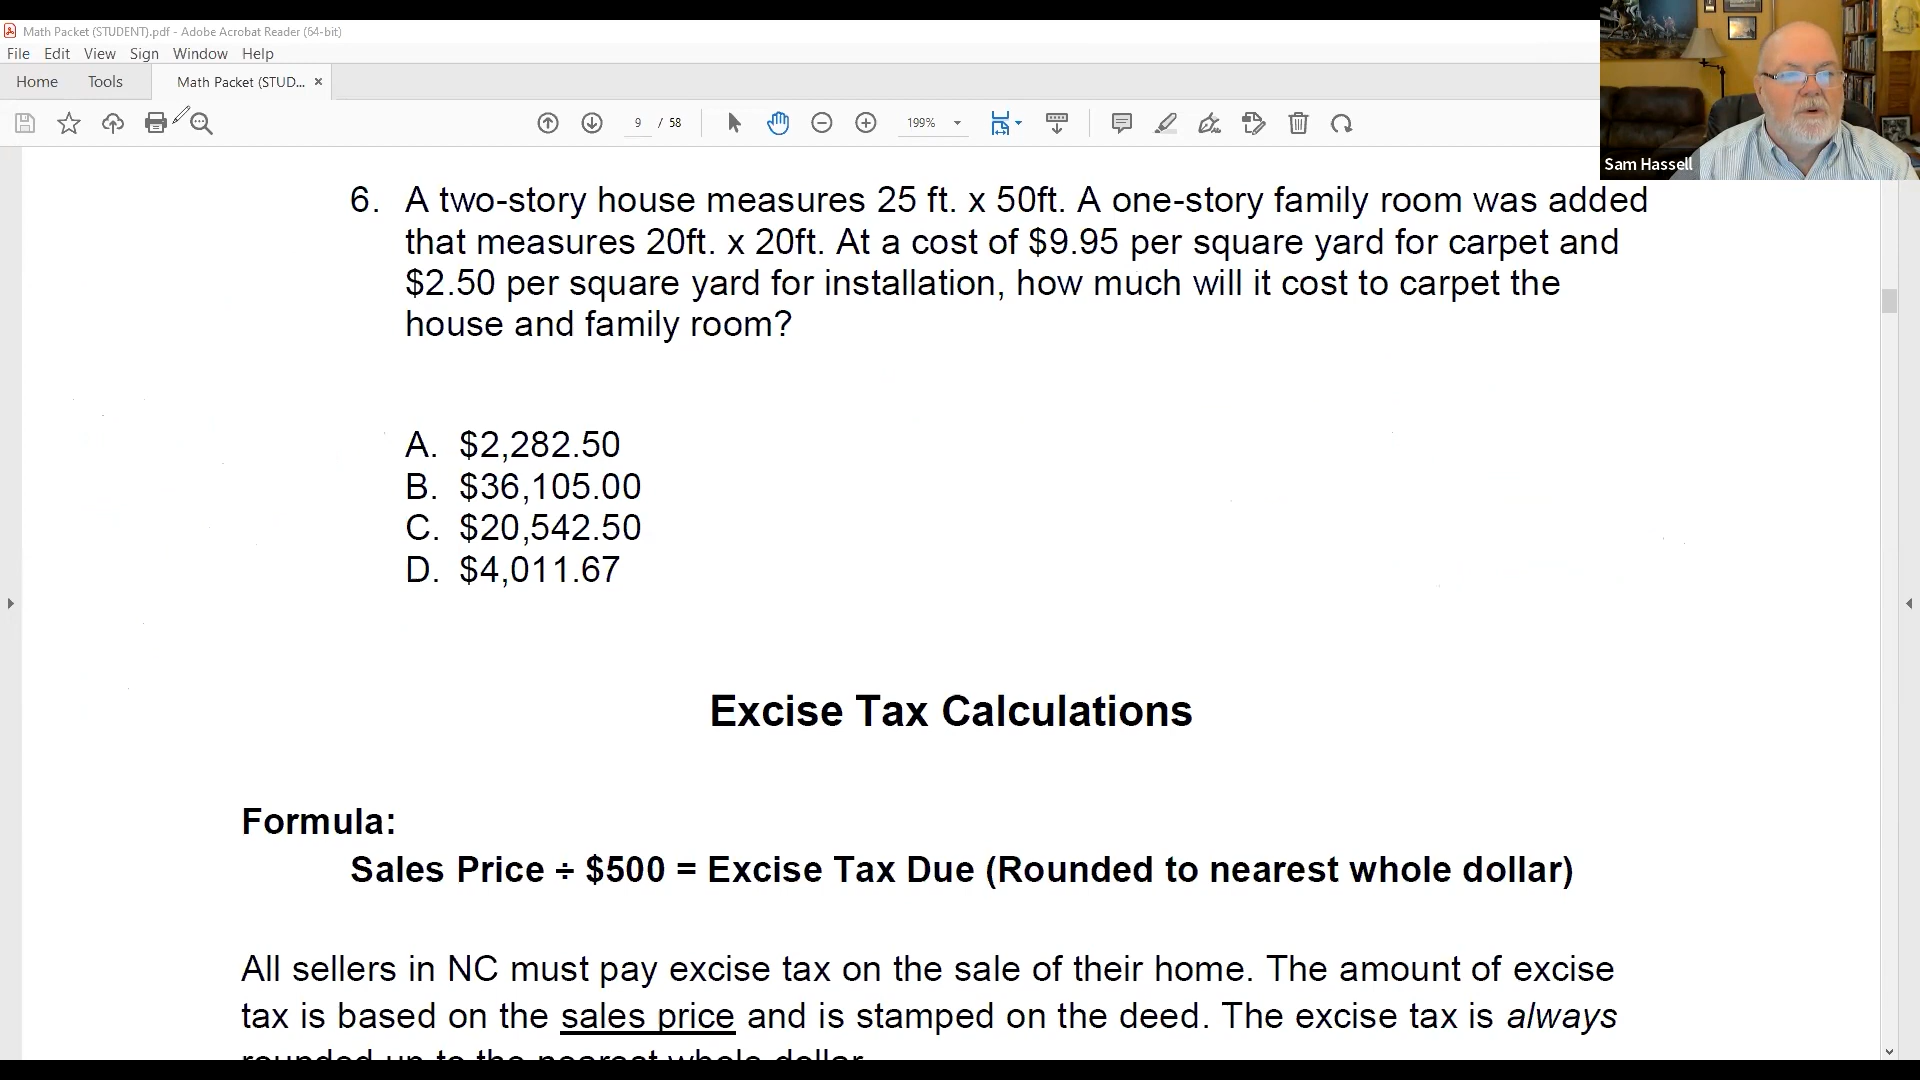 Math Packet (STUDENT).pdf - Adobe Acrobat Reader (64-bit)
File Edit View Sign Window Help
Home Tools Math Packet (STUD... ×
9 / 58 199%
Sam Hassell
6. A two-story house measures 25 ft. x 50ft. A one-story family room was added
that measures 20ft. x 20ft. At a cost of $9.95 per square yard for carpet and
$2.50 per square yard for installation, how much will it cost to carpet the
house and family room?
A. $2,282.50
B. $36,105.00
C. $20,542.50
D. $4,011.67
Excise Tax Calculations
Formula:
Sales Price ÷ $500 = Excise Tax Due (Rounded to nearest whole dollar)
All sellers in NC must pay excise tax on the sale of their home. The amount of excise
tax is based on the sales price and is stamped on the deed. The excise tax is always
rounded up to the nearest whole dollar